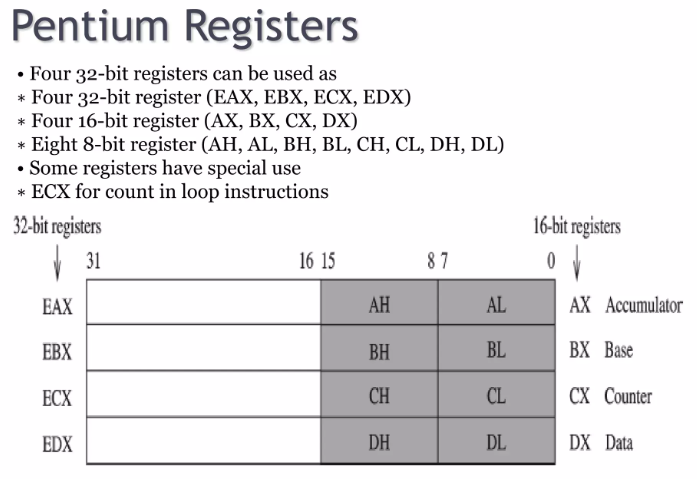 Pentium Registers
• Four 32-bit registers can be used as
* Four 32-bit register (EAX, EBX, ECX, EDX)
* Four 16-bit register (AX, BX, CX, DX)
* Eight 8-bit register (AH, AL, BH, BL, CH, CL, DH, DL)
• Some registers have special use
* ECX for count in loop instructions
32-bit registers 16-bit registers
31 16 15 8 7 0
EAX AH AL AX Accumulator
EBX BH BL BX Base
ECX CH CL CX Counter
EDX DH DL DX Data